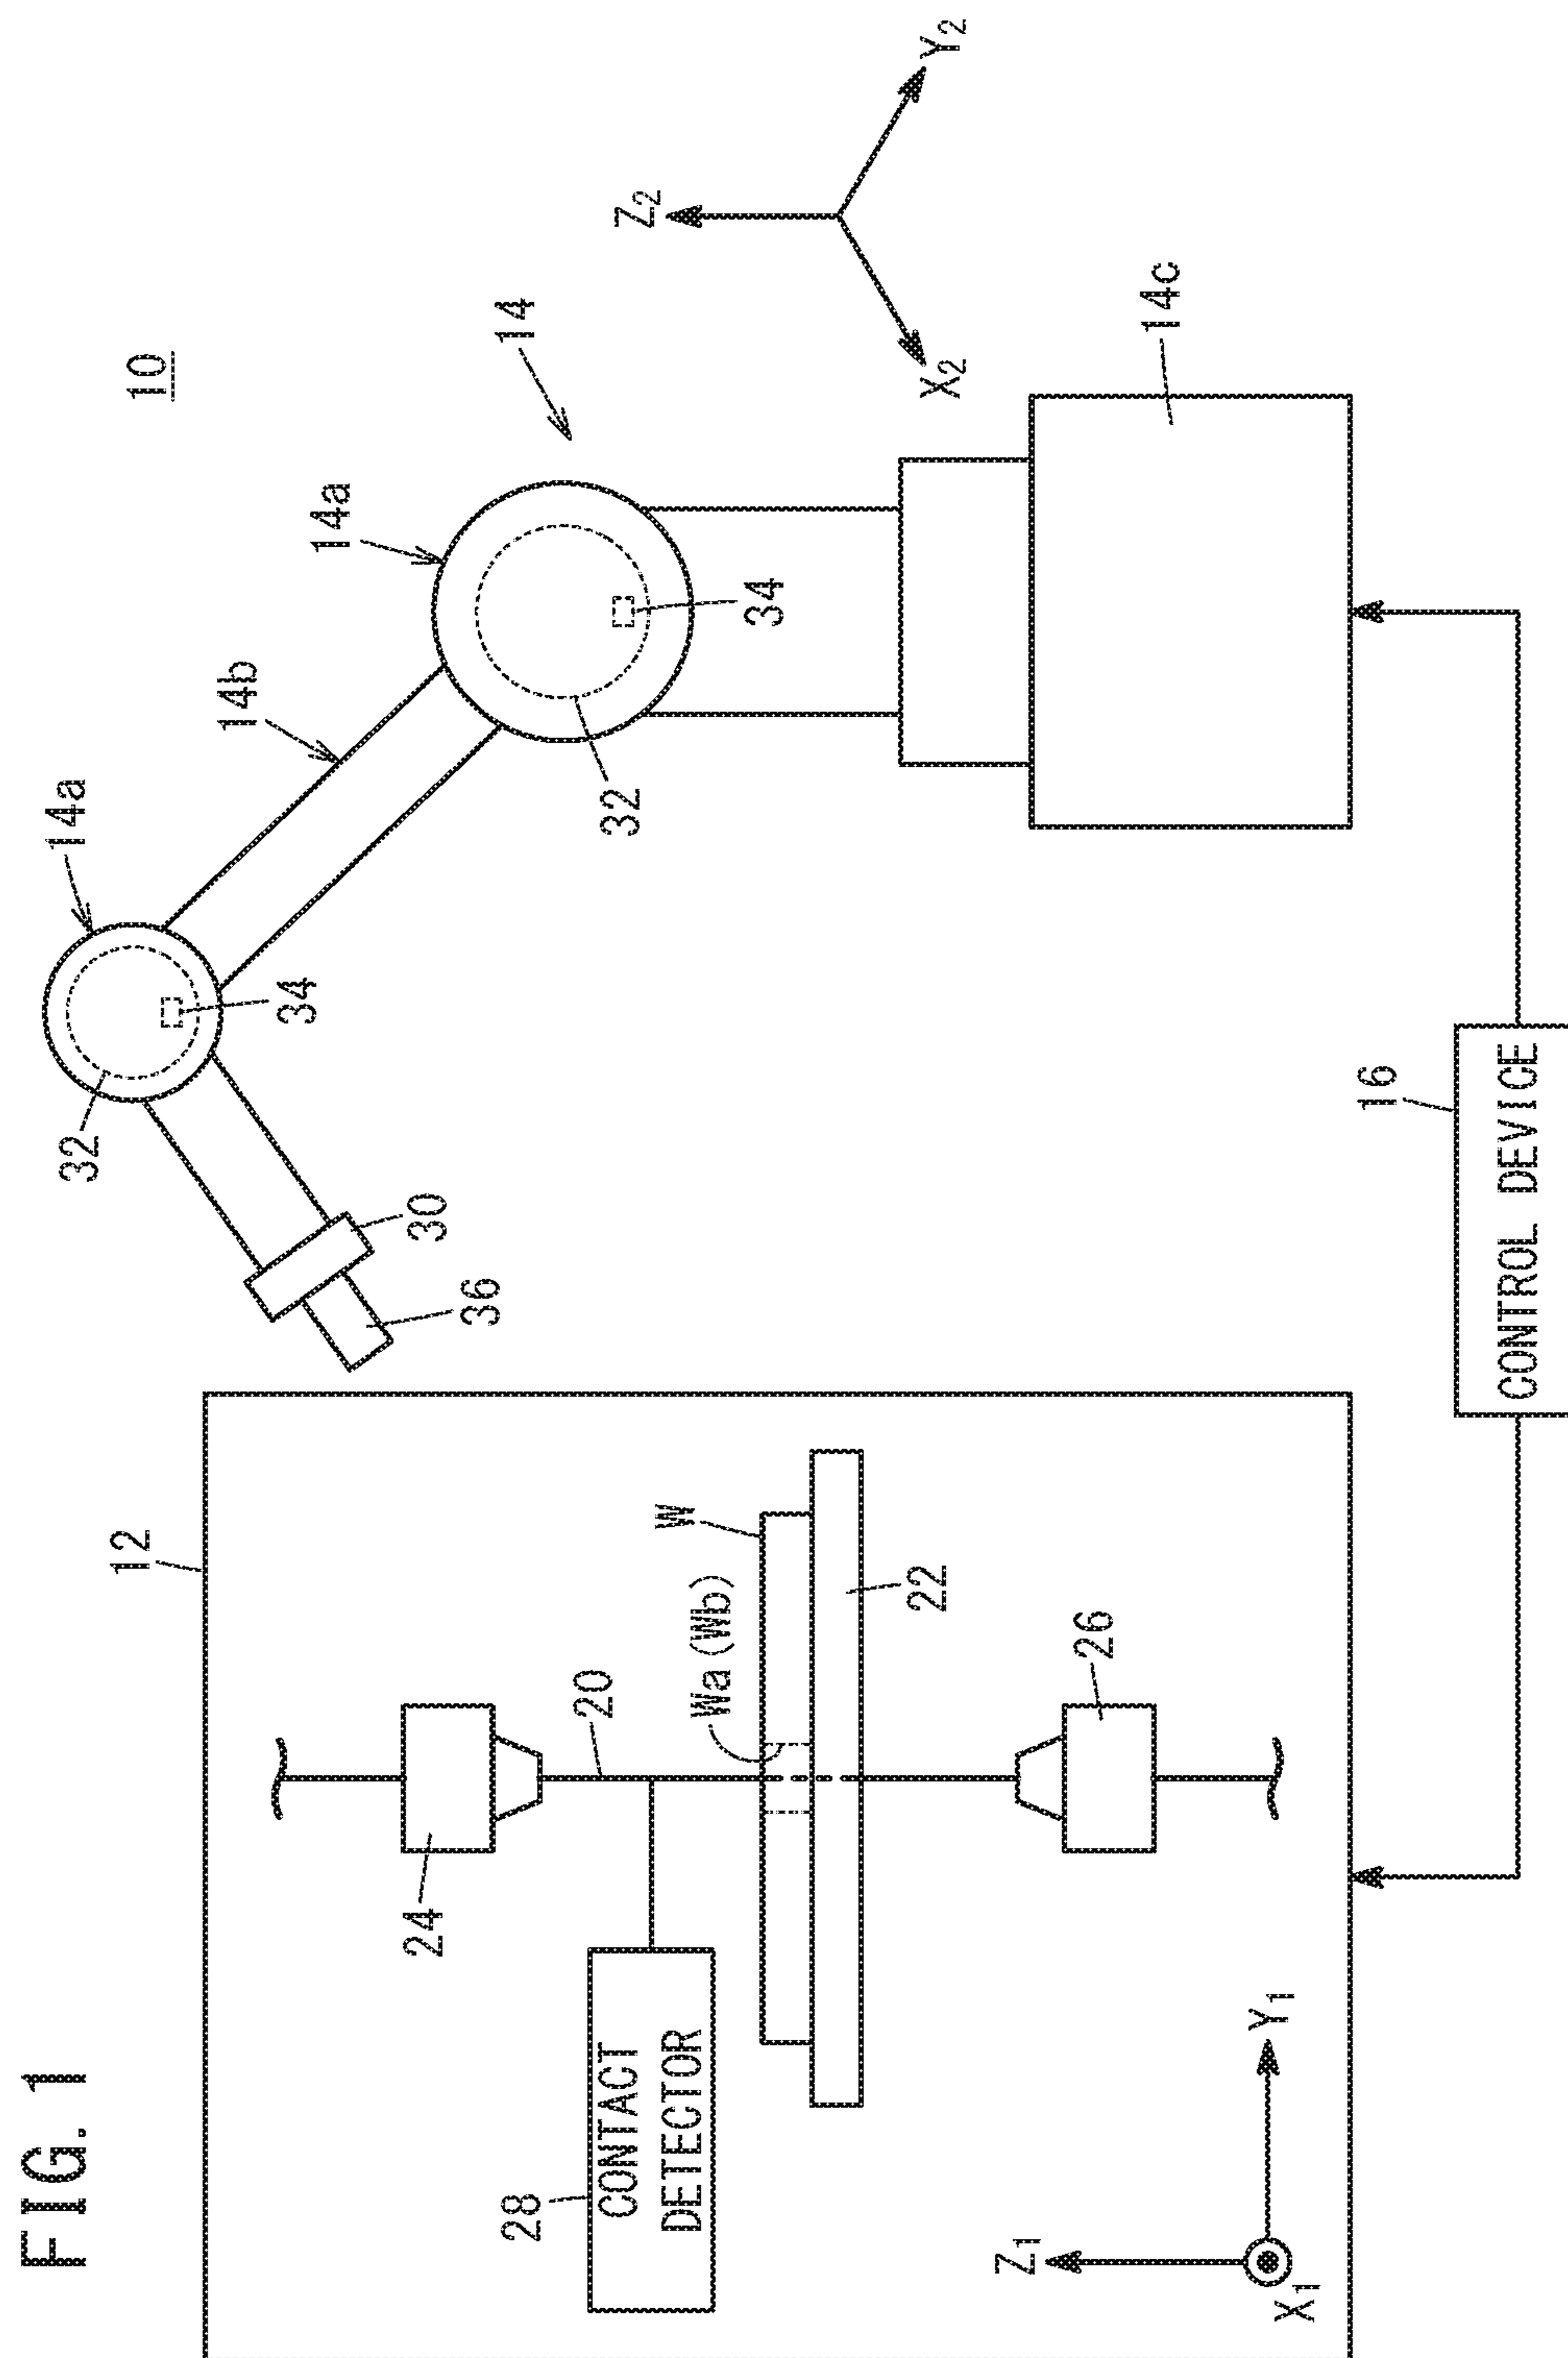 FIG. 1
10
12
14
14a
14a
14b
32
34
32
34
30
36
24
20
28
CONTACT
DETECTOR
W
Wa (Wb)
22
26
Z1
Y1
X1
Z2
X2
Y2
14c
16
CONTROL DEVICE